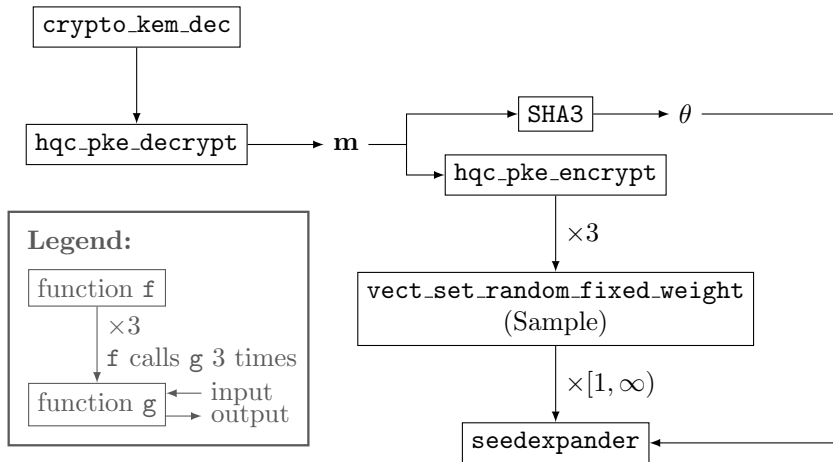 crypto_kem_dec
hqc_pke_decrypt
m
SHA3
θ
hqc_pke_encrypt
×3
vect_set_random_fixed_weight
(Sample)
×[1, ∞)
seedexpander
Legend:
function f
×3
f calls g 3 times
function g
input
output